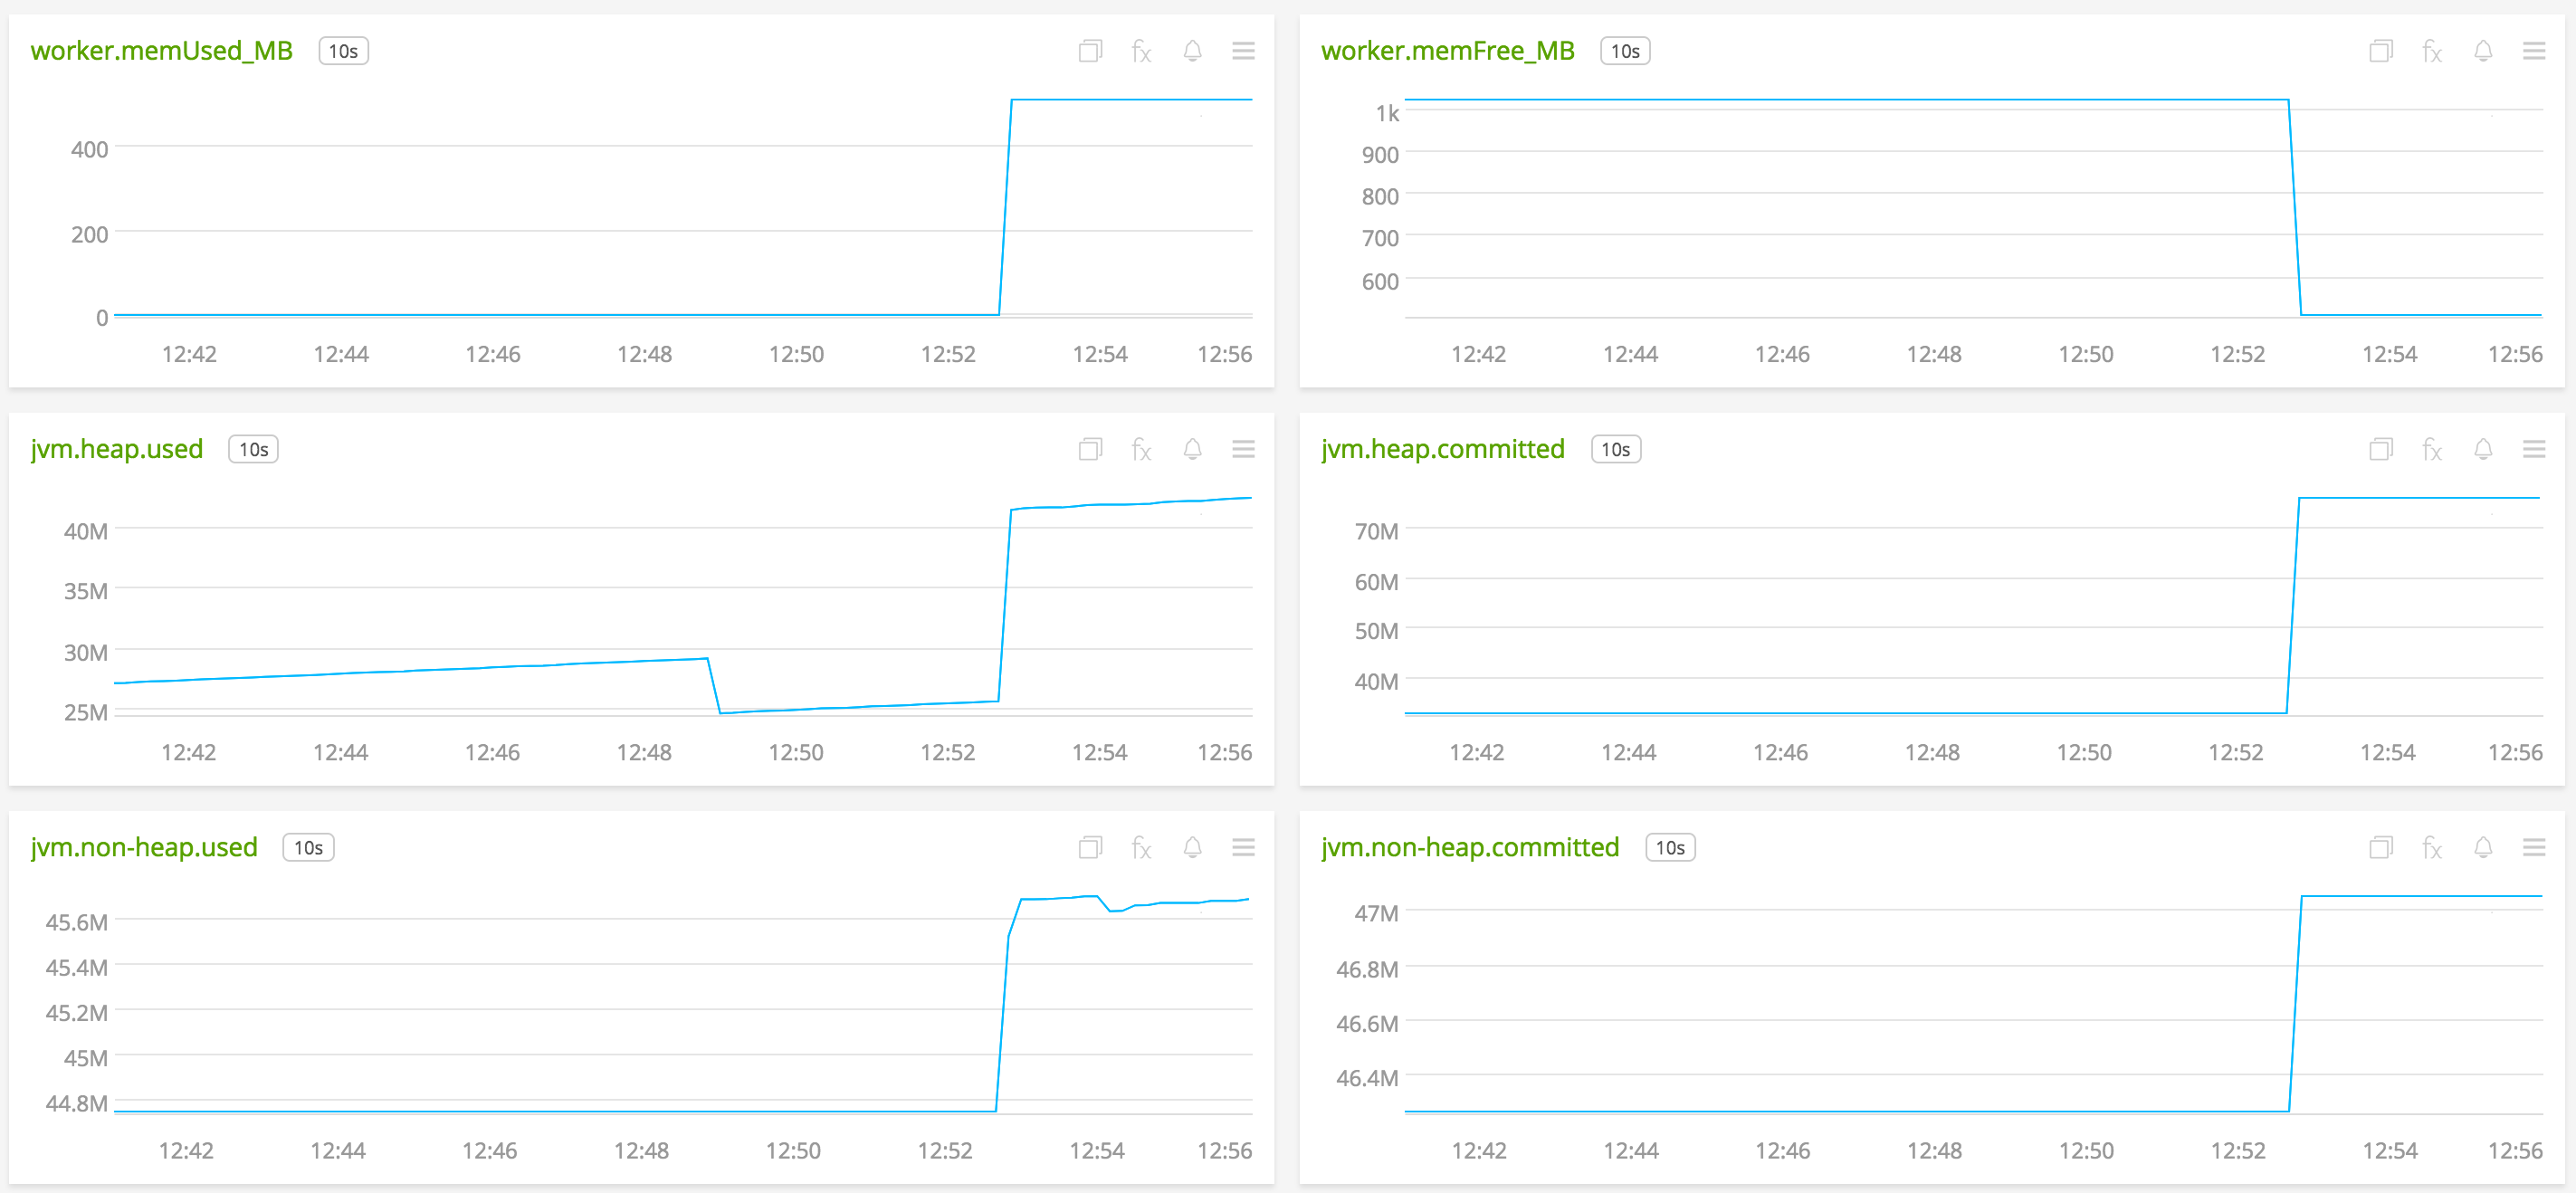 worker.memUsed_MB 10s fx
400
200
0
12:42 12:44 12:46 12:48 12:50 12:52 12:54 12:56
worker.memFree_MB 10s fx
1k
900
800
700
600
12:42 12:44 12:46 12:48 12:50 12:52 12:54 12:56
jvm.heap.used 10s fx
40M
35M
30M
25M
12:42 12:44 12:46 12:48 12:50 12:52 12:54 12:56
jvm.heap.committed 10s fx
70M
60M
50M
40M
12:42 12:44 12:46 12:48 12:50 12:52 12:54 12:56
jvm.non-heap.used 10s fx
45.6M
45.4M
45.2M
45M
44.8M
12:42 12:44 12:46 12:48 12:50 12:52 12:54 12:56
jvm.non-heap.committed 10s fx
47M
46.8M
46.6M
46.4M
12:42 12:44 12:46 12:48 12:50 12:52 12:54 12:56